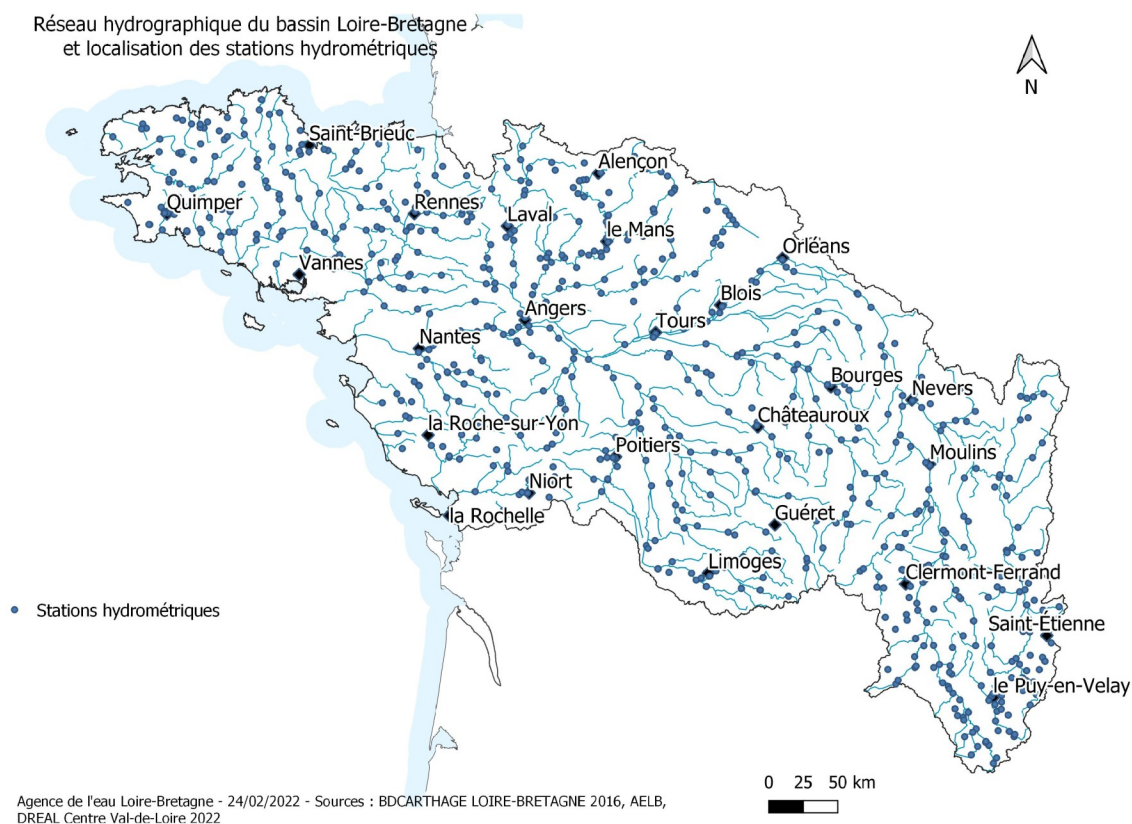 Réseau hydrographique du bassin Loire-Bretagne
et localisation des stations hydrométriques
N
Saint-Brieuc
Alençon
Quimper
Rennes
Laval
le Mans
Orléans
Vannes
Blois
Angers
Tours
Nantes
Bourges
Nevers
Châteauroux
la Roche-sur-Yon
Poitiers
Moulins
Niort
la Rochelle
Guéret
Limoges
Clermont-Ferrand
Stations hydrométriques
Saint-Étienne
le Puy-en-Velay
0 25 50 km
Agence de l'eau Loire-Bretagne - 24/02/2022 - Sources : BDCARTHAGE LOIRE-BRETAGNE 2016, AELB,
DREAL Centre Val-de-Loire 2022